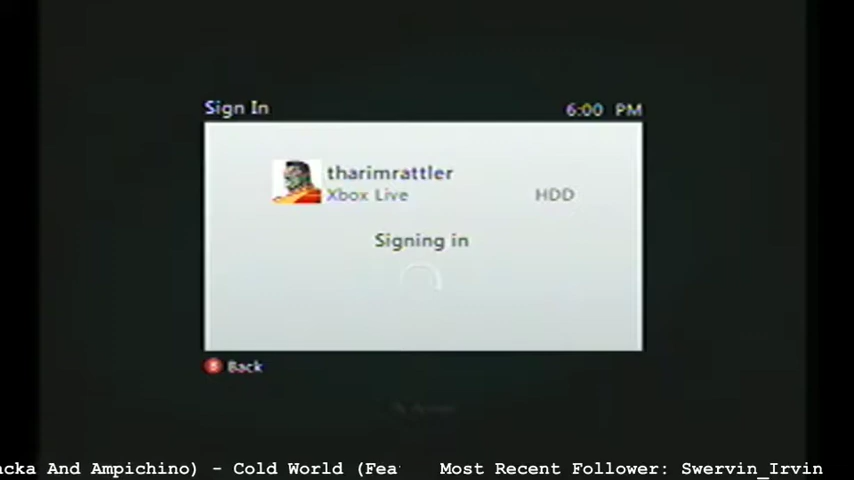 Sign In 6:00 PM
tharimrattler
Xbox Live HDD
Signing in
B Back
acka And Ampichino) - Cold World (Fea Most Recent Follower: Swervin_Irvin